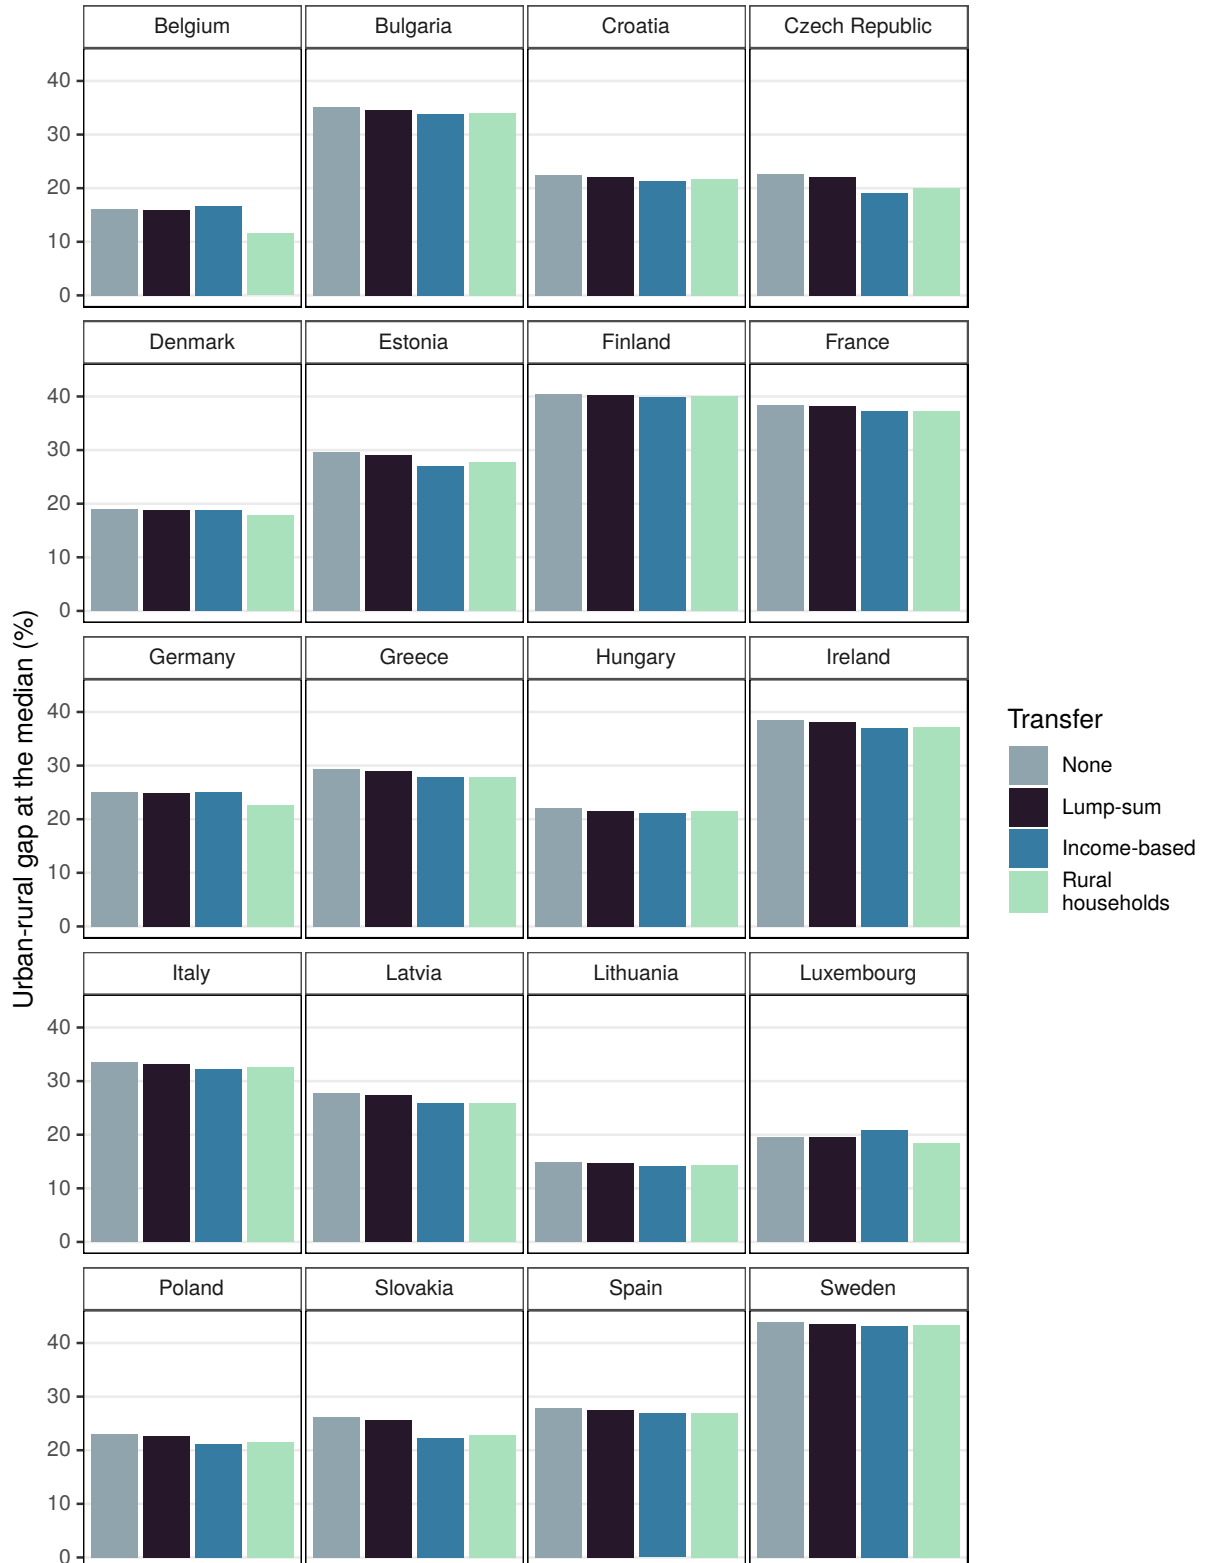 Belgium Bulgaria Croatia Czech Republic
40
30
20
10
0
Denmark Estonia Finland France
40
30
20
10
0
Germany Greece Hungary Ireland
40
30
20
10
0
Italy Latvia Lithuania Luxembourg
40
30
20
10
0
Poland Slovakia Spain Sweden
40
30
20
10
0
Urban-rural gap at the median (%)
Transfer
None
Lump-sum
Income-based
Rural
households